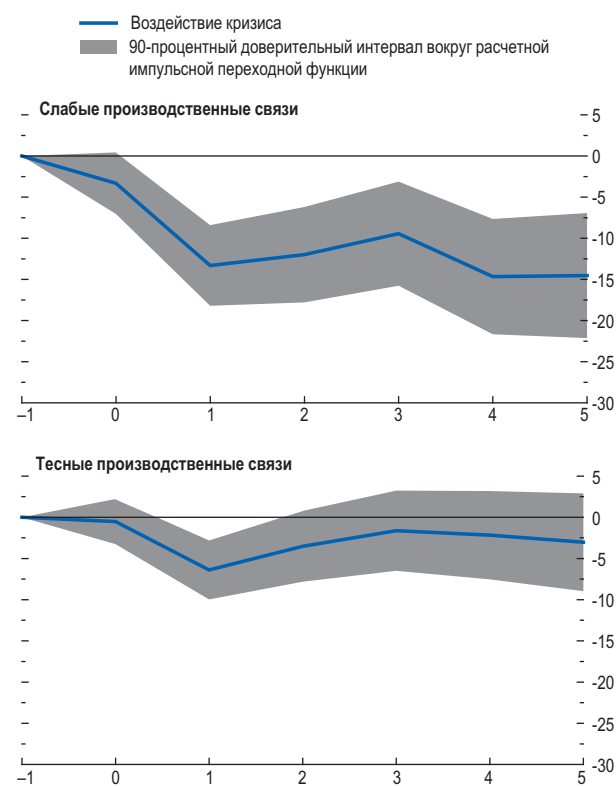 Воздействие кризиса
90-процентный доверительный интервал вокруг расчетной
импульсной переходной функции
Слабые производственные связи
5
0
-5
-10
-15
-20
-25
-30
–1 0 1 2 3 4 5
Тесные производственные связи
5
0
-5
-10
-15
-20
-25
-30
–1 0 1 2 3 4 5